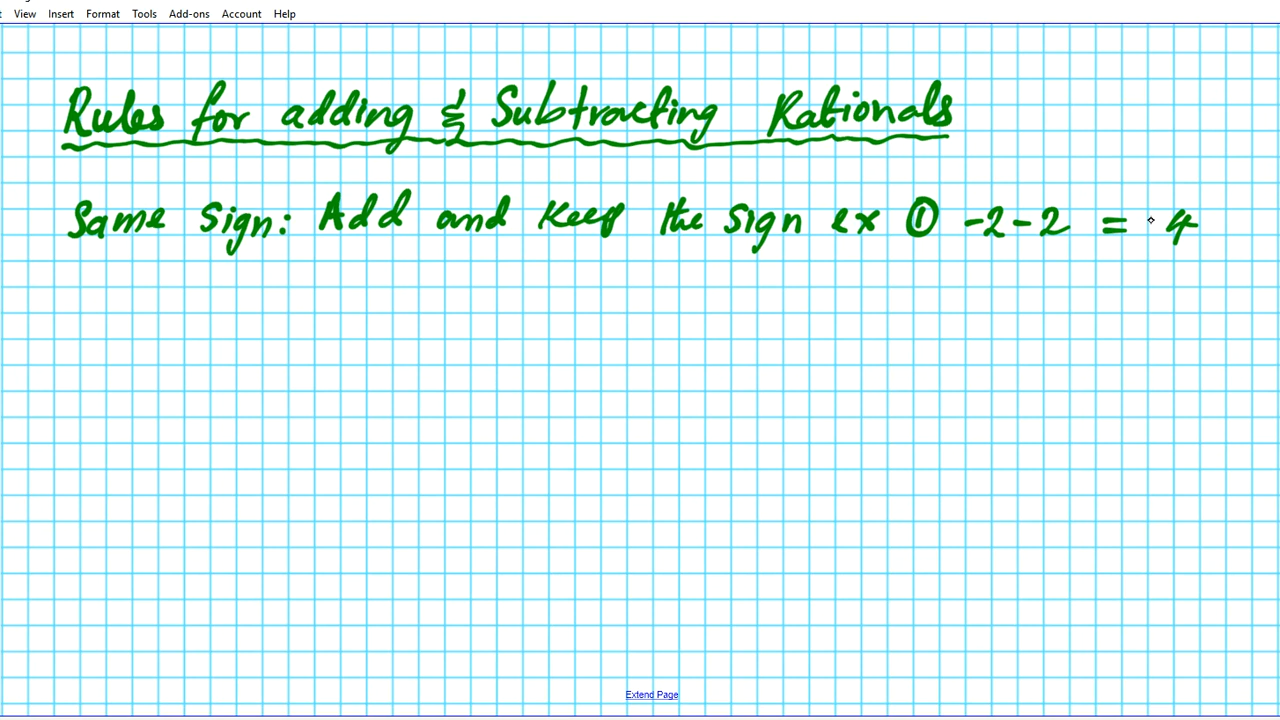 View Insert Format Tools Add-ons Account Help
Rules for adding & Subtracting Rationals
Same sign: Add and Keep the sign ex ① -2-2 = 4
Extend Page